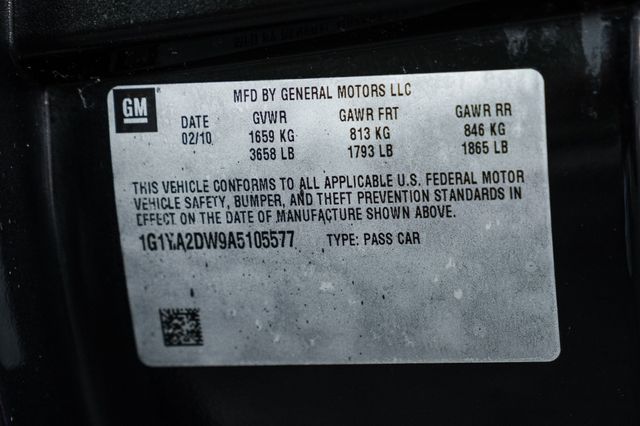 GM
MFD BY GENERAL MOTORS LLC
DATE GVWR GAWR FRT GAWR RR
02/10 1659 KG 813 KG 846 KG
3658 LB 1793 LB 1865 LB
THIS VEHICLE CONFORMS TO ALL APPLICABLE U.S. FEDERAL MOTOR
VEHICLE SAFETY, BUMPER, AND THEFT PREVENTION STANDARDS IN
EFFECT ON THE DATE OF MANUFACTURE SHOWN ABOVE.
1G1YA2DW9A5105577 TYPE: PASS CAR